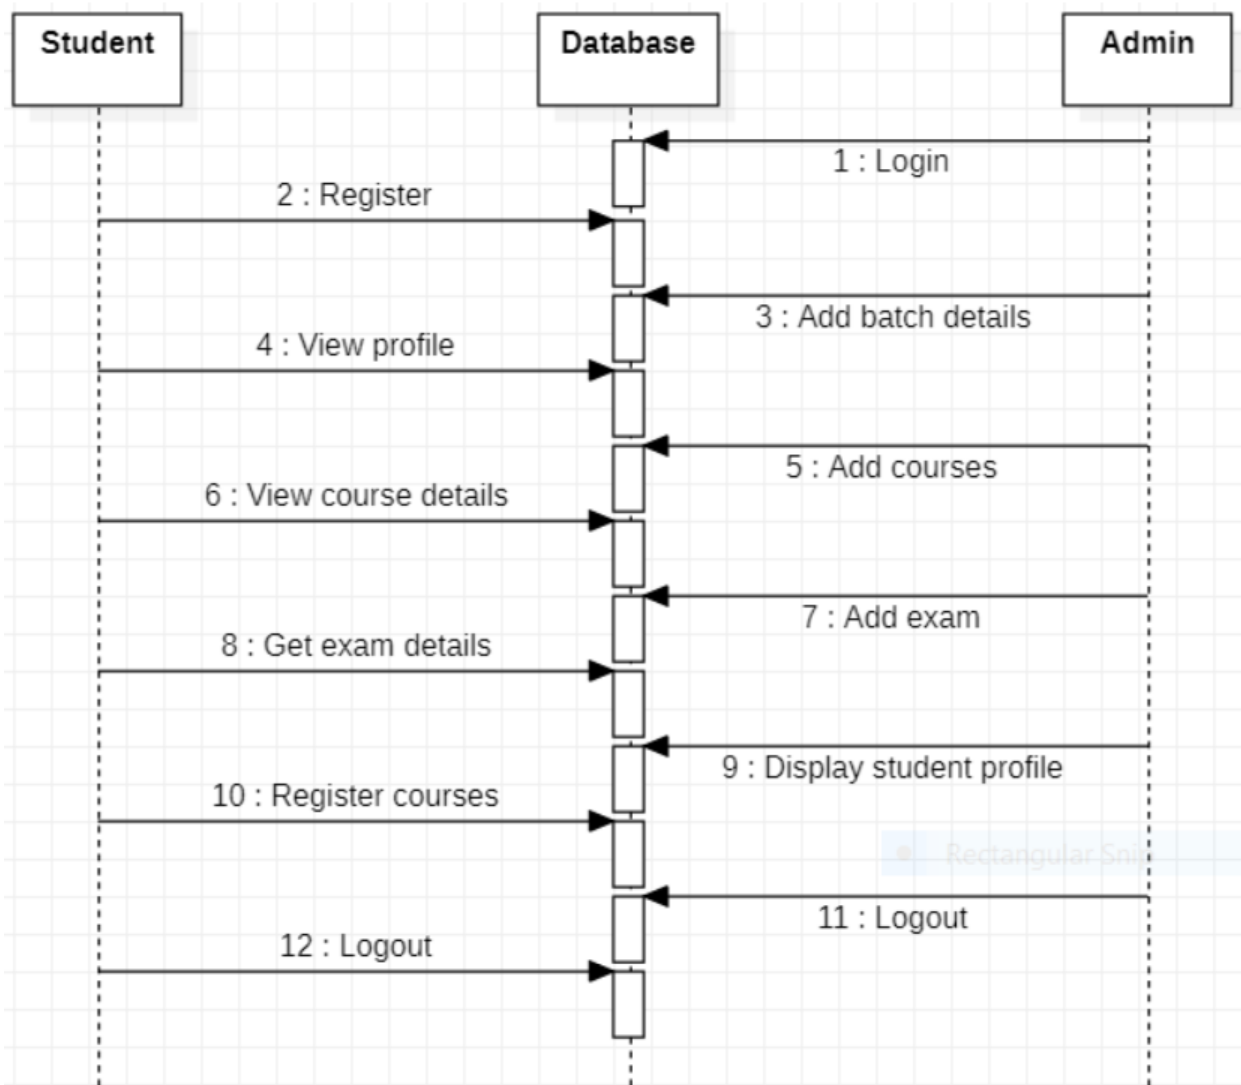 Student
Database
Admin
1 : Login
2 : Register
3 : Add batch details
4 : View profile
5 : Add courses
6 : View course details
7 : Add exam
8 : Get exam details
9 : Display student profile
10 : Register courses
Rectangular Snip
11 : Logout
12 : Logout